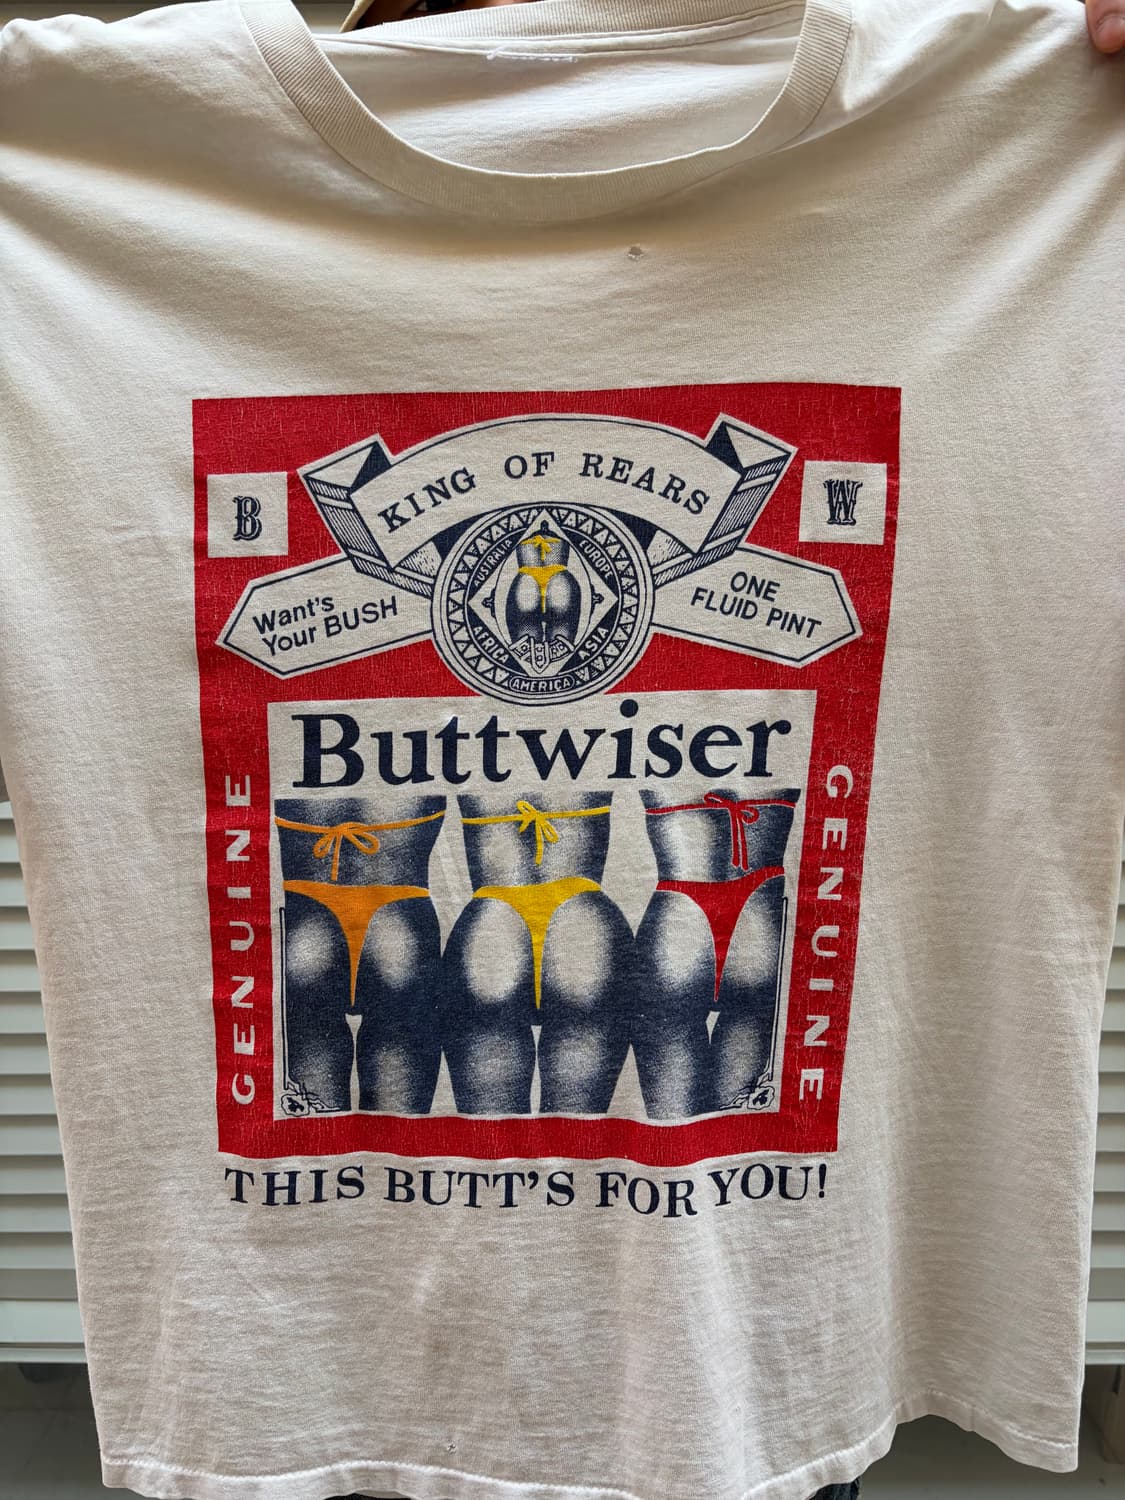 KING OF REARS
B
W
Want's
Your BUSH
ONE
FLUID PINT
AUSTRALIA
EUROPE
AFRICA
ASIA
AMERICA
Buttwiser
GENUINE
GENUINE
THIS BUTT'S FOR YOU!